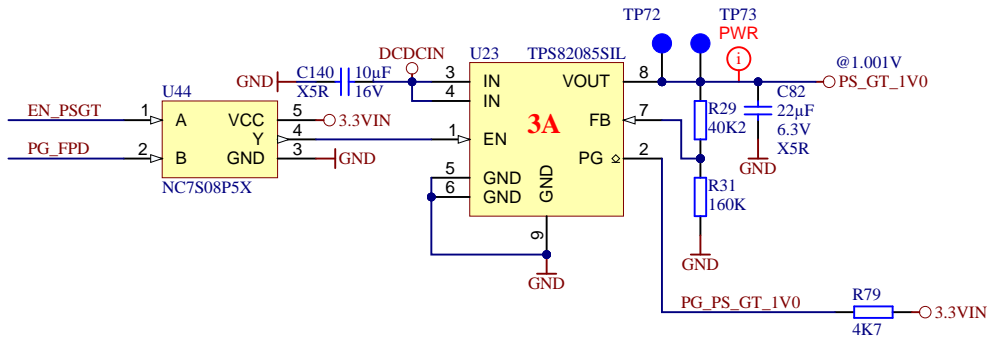 TP72
TP73
PWR
i
DCDCIN
U23
TPS82085SIL
@1.001V
GND
C140
10µF
X5R
16V
3
IN
4
IN
VOUT
8
PS_GT_1V0
U44
EN_PSGT
1
A
VCC
5
3.3VIN
Y
4
1
EN
3A
FB
7
R29
40K2
C82
22µF
6.3V
X5R
PG_FPD
2
B
GND
3
GND
PG
2
GND
NC7S08P5X
5
GND
6
GND
GND
R31
160K
9
GND
GND
PG_PS_GT_1V0
R79
4K7
3.3VIN